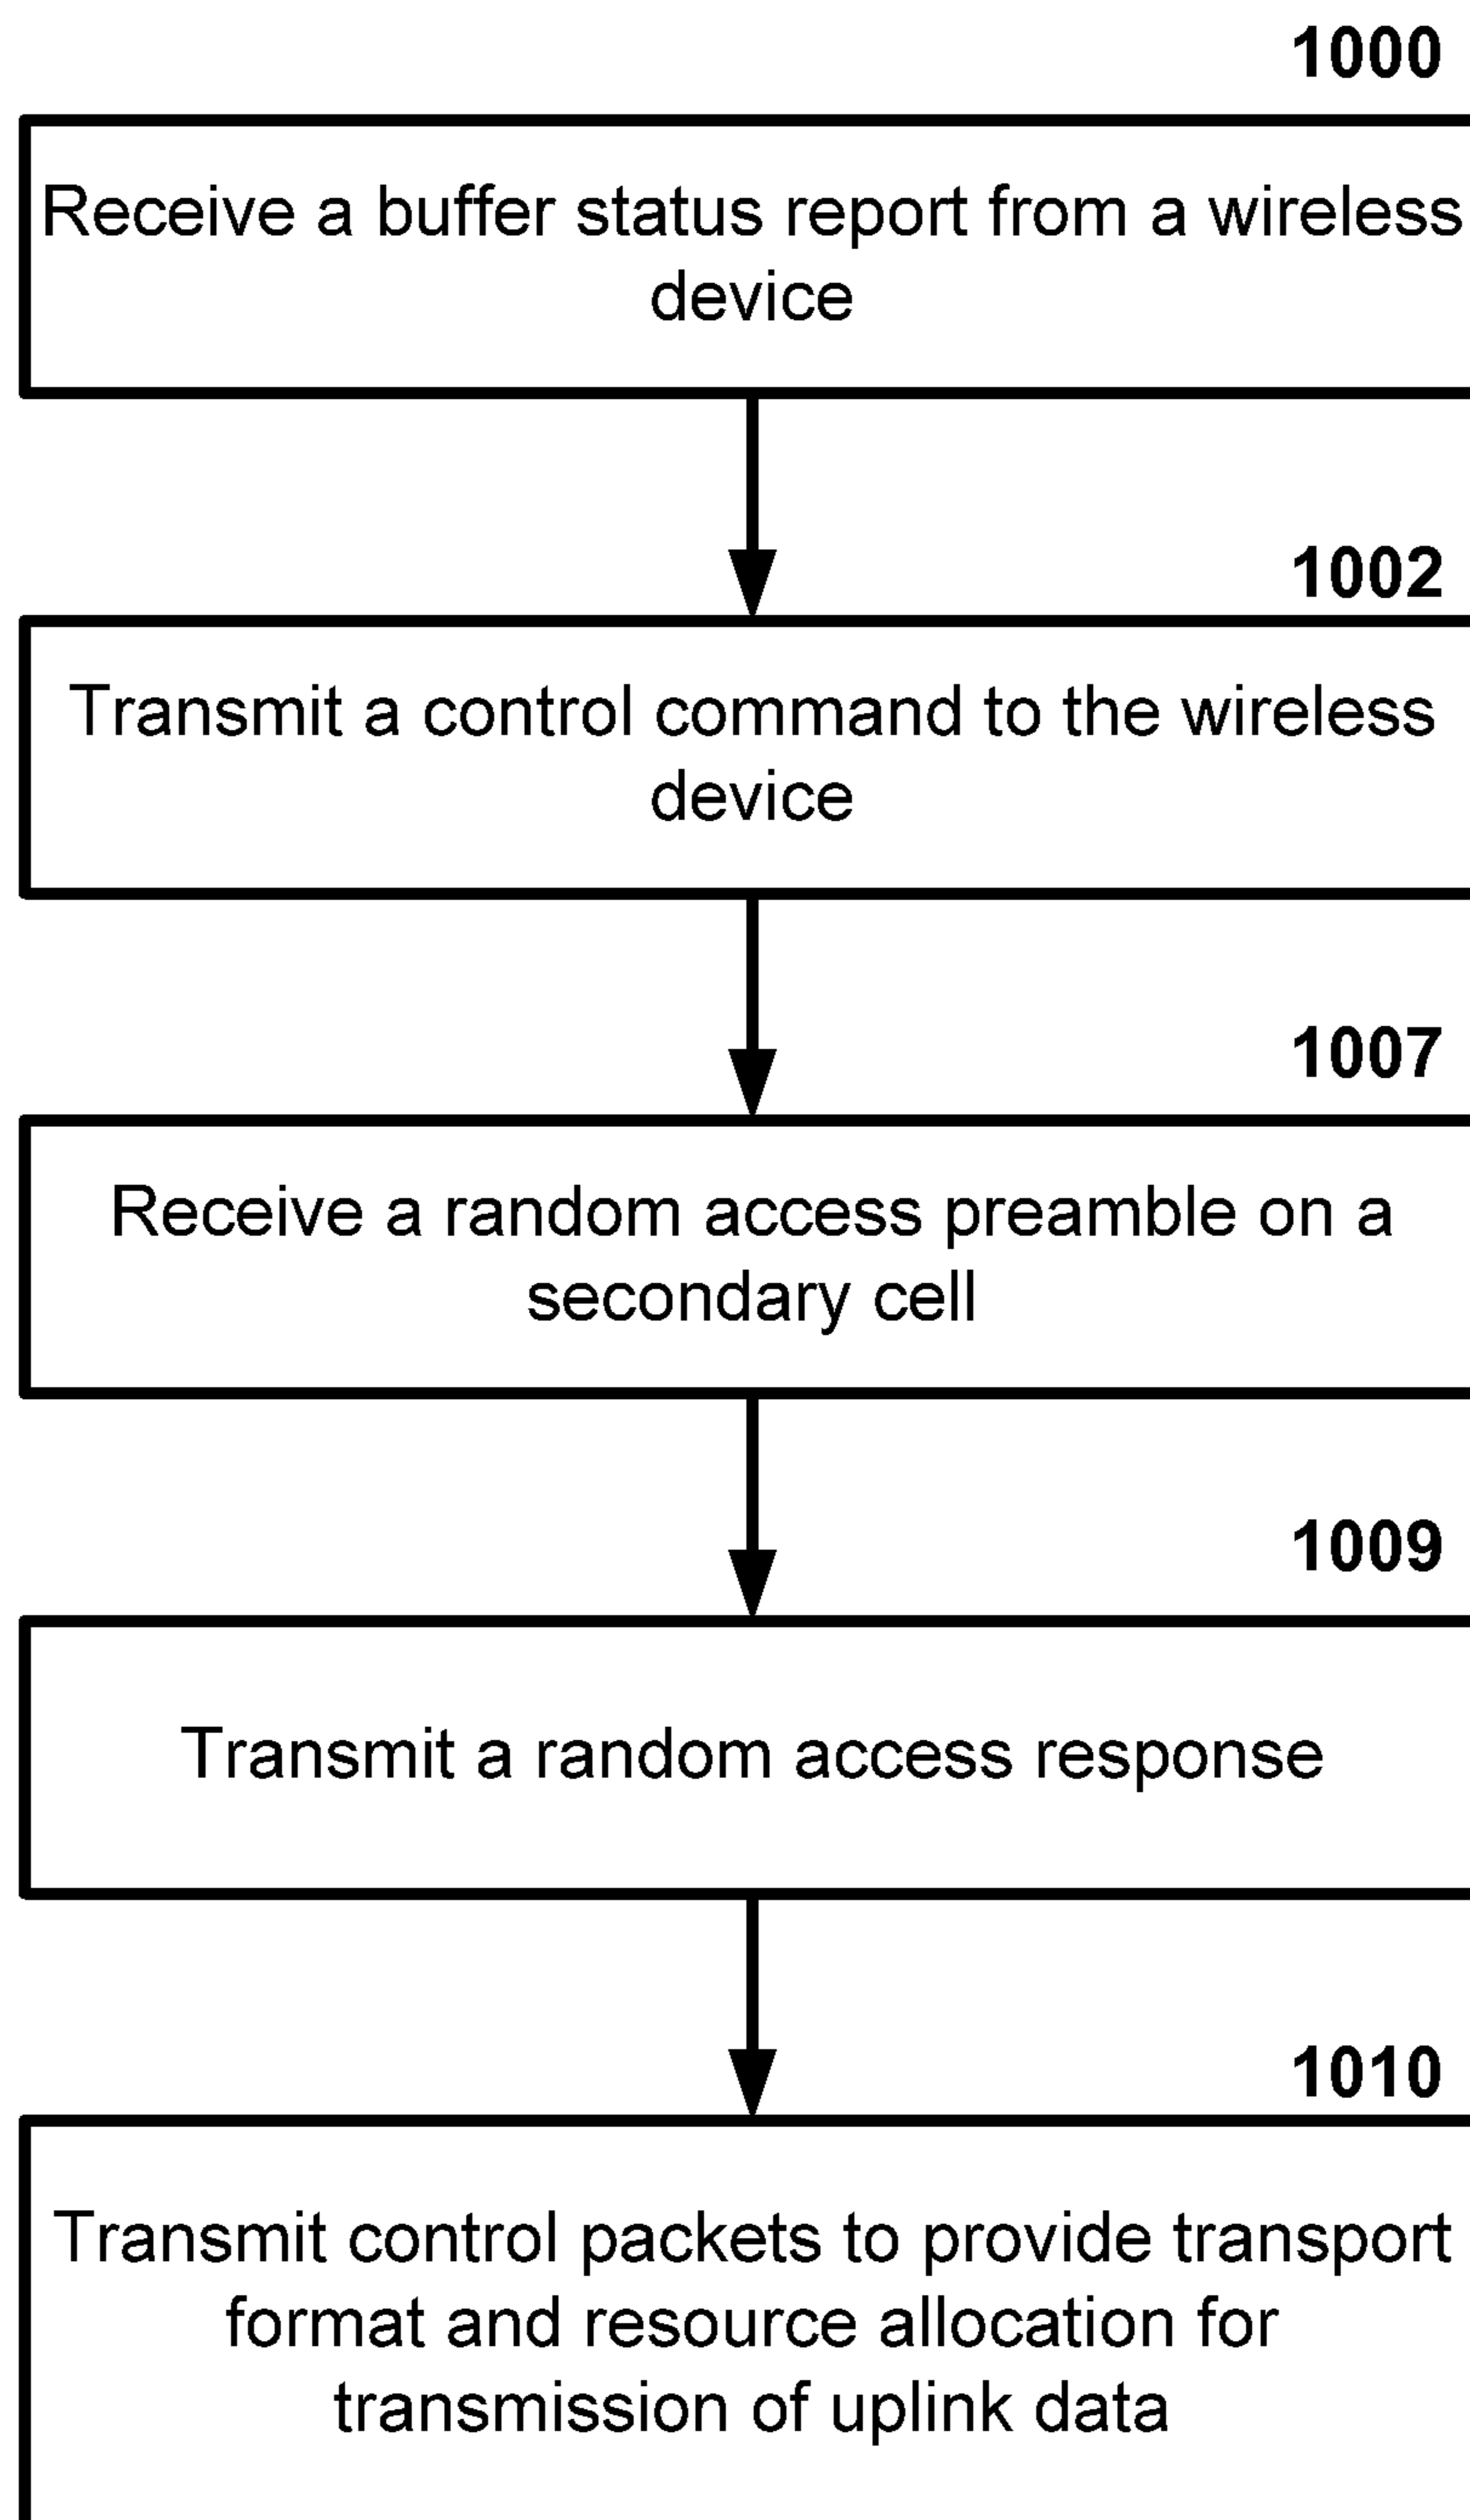 1000
Receive a buffer status report from a wireless
device
1002
Transmit a control command to the wireless
device
1007
Receive a random access preamble on a
secondary cell
1009
Transmit a random access response
1010
Transmit control packets to provide transport
format and resource allocation for
transmission of uplink data